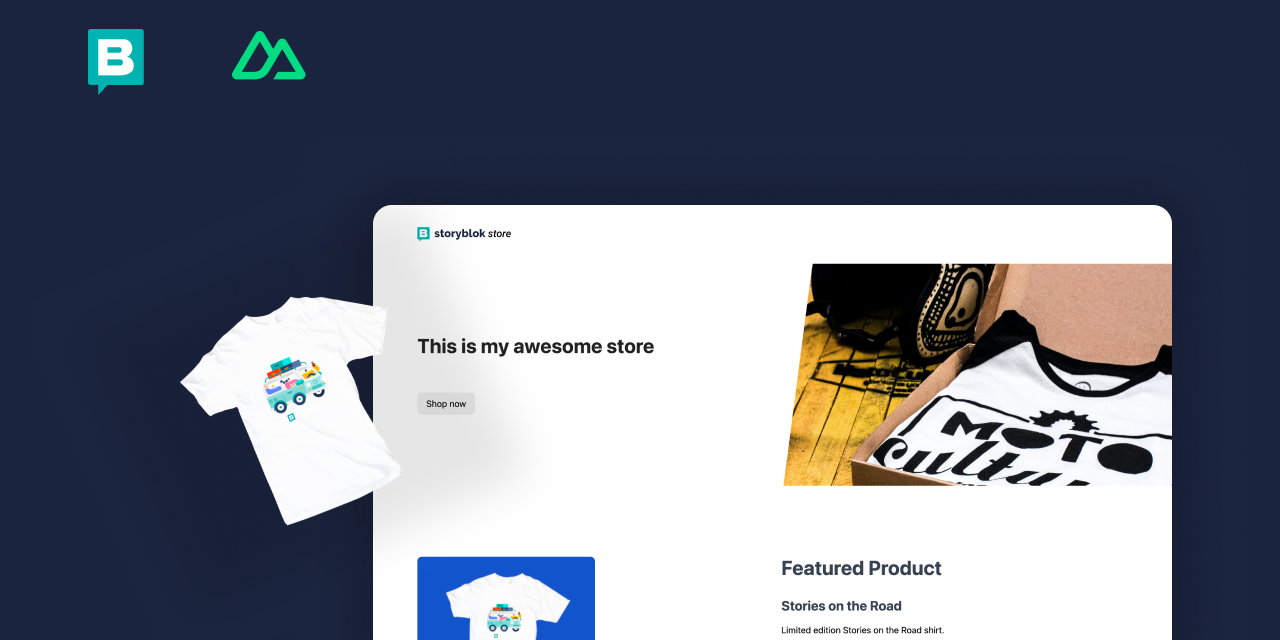 B
B storyblok store
This is my awesome store
Shop now
MOTO
Culture
Featured Product
Stories on the Road
Limited edition Stories on the Road shirt.